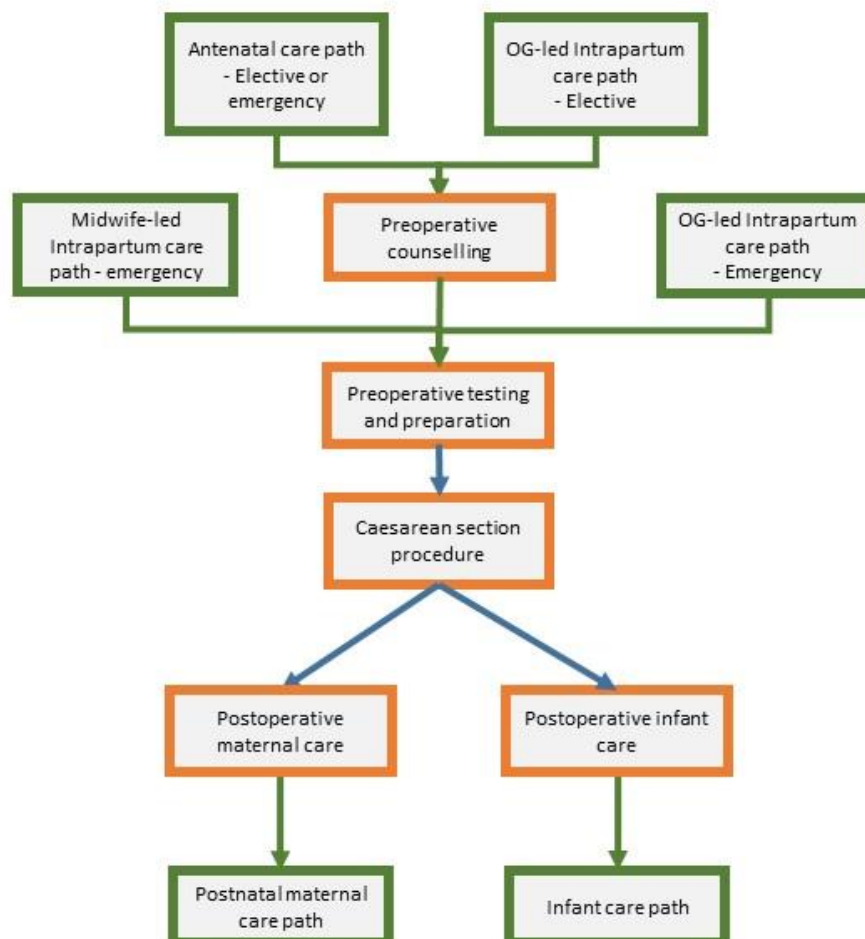 Antenatal care path
- Elective or
emergency
OG-led Intrapartum
care path
- Elective
Midwife-led
Intrapartum care
path - emergency
Preoperative
counselling
OG-led Intrapartum
care path
- Emergency
Preoperative testing
and preparation
Caesarean section
procedure
Postoperative
maternal care
Postoperative infant
care
Postnatal maternal
care path
Infant care path